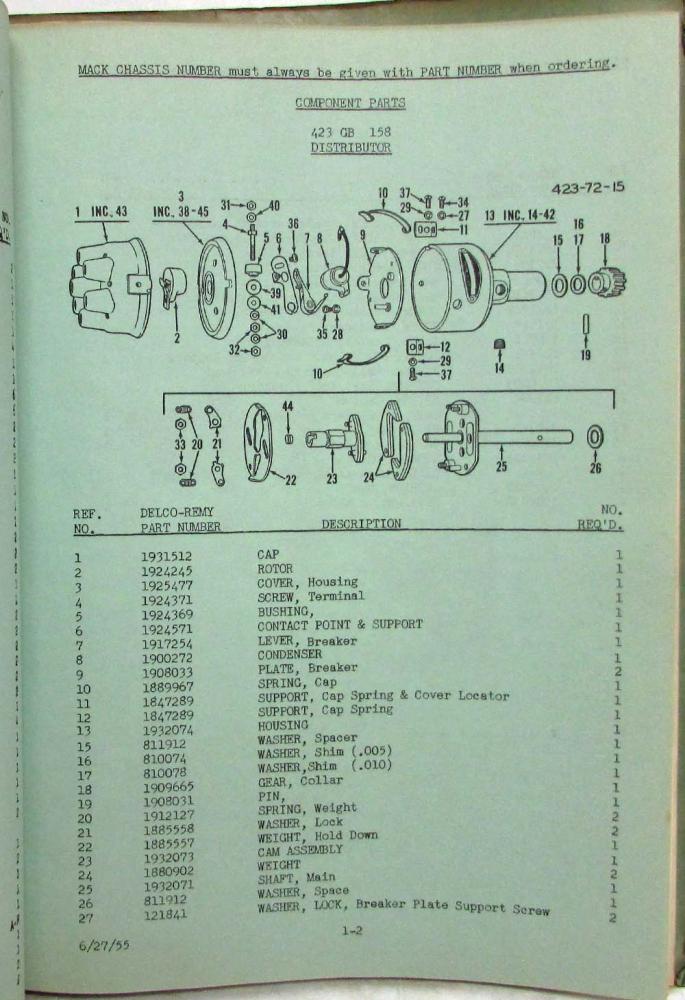 MACK CHASSIS NUMBER must always be given with PART NUMBER when ordering.
COMPONENT PARTS
423 GB 158
DISTRIBUTOR
423-72-15
1 INC., 43
3
INC., 38-45
31
40
4
5
6
36
7
8
9
10
37
29
34
27
11
13 INC., 14-42
16
15
17
18
2
39
41
30
32
35
28
10
12
29
37
14
19
33
20
21
44
22
23
24
25
26
REF. NO. DELCO-REMY PART NUMBER DESCRIPTION NO. REQ'D.
1 1931512 CAP 1
2 1924245 ROTOR 1
3 1925477 COVER, Housing 1
4 1924371 SCREW, Terminal 1
5 1924369 BUSHING, 1
6 1924571 CONTACT POINT & SUPPORT 1
7 1917254 LEVER, Breaker 1
8 1900272 CONDENSER 1
9 1908033 PLATE, Breaker 1
10 1889967 SPRING, Cap 2
11 1847289 SUPPORT, Cap Spring & Cover Locator 1
12 1847289 SUPPORT, Cap Spring 1
13 1932074 HOUSING 1
15 811912 WASHER, Spacer 1
16 810074 WASHER, Shim (.005) 1
17 810078 WASHER,Shim (.010) 1
18 1909665 GEAR, Collar 1
19 1908031 PIN, 1
20 1912127 SPRING, Weight 2
21 1885558 WASHER, Lock 2
22 1885557 WEIGHT, Hold Down 1
23 1932073 CAM ASSEMBLY 1
24 1880902 WEIGHT 2
25 1932071 SHAFT, Main 1
26 811912 WASHER, Space 1
27 121841 WASHER, LOCK, Breaker Plate Support Screw 2
1-2
6/27/55